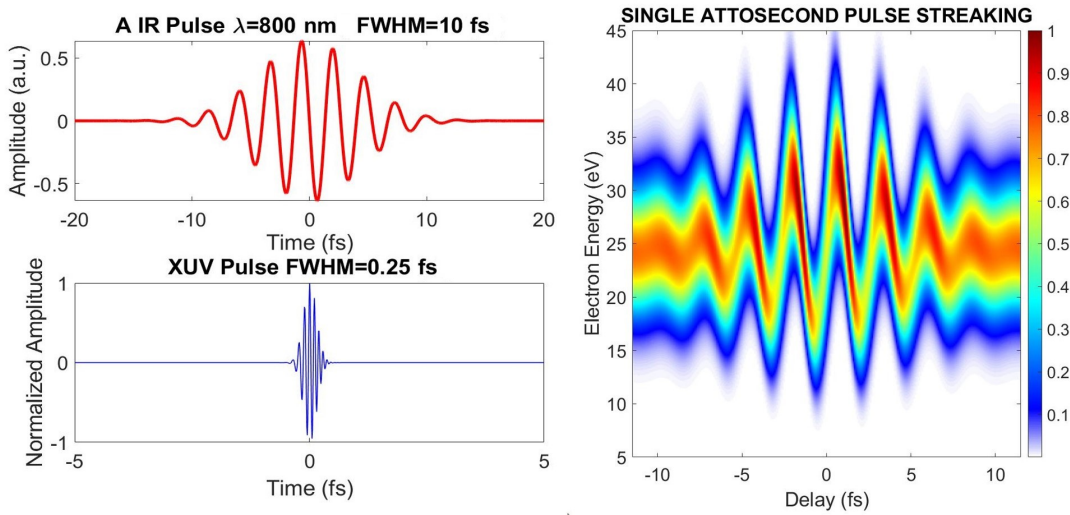 A IR Pulse λ=800 nm   FWHM=10 fs
Amplitude (a.u.)
0.5
0
-0.5
-20 -10 0 10 20
Time (fs)
XUV Pulse FWHM=0.25 fs
Normalized Amplitude
1
0
-1
-5 0 5
Time (fs)
SINGLE ATTOSECOND PULSE STREAKING
Electron Energy (eV)
45
40
35
30
25
20
15
10
5
-10 -5 0 5 10
Delay (fs)
1
0.9
0.8
0.7
0.6
0.5
0.4
0.3
0.2
0.1